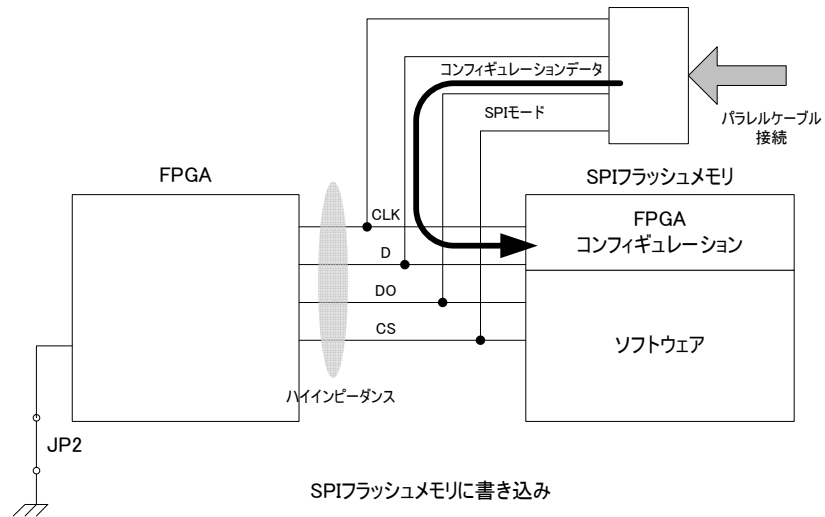 コンフィギュレーションデータ
SPIモード
パラレルケーブル
接続
FPGA
SPIフラッシュメモリ
CLK
FPGA
コンフィギュレーション
D
DO
CS
ソフトウェア
ハイインピーダンス
JP2
SPIフラッシュメモリに書き込み